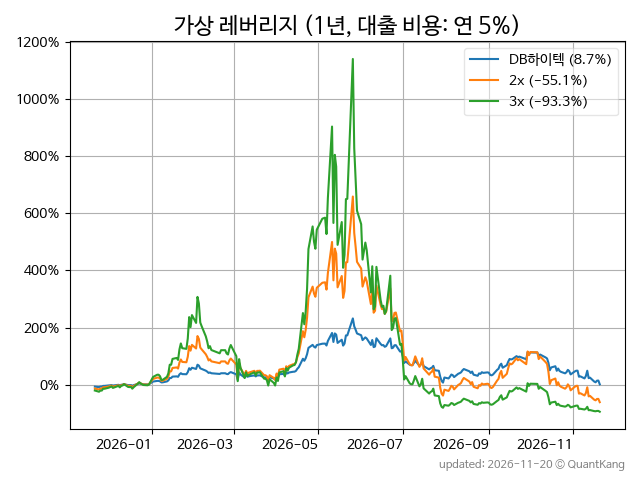 가상 레버리지 (1년, 대출 비용: 연 5%)
1200%
1000%
800%
600%
400%
200%
0%
DB하이텍 (8.7%)
2x (-55.1%)
3x (-93.3%)
2026-01
2026-03
2026-05
2026-07
2026-09
2026-11
updated: 2026-11-20 © QuantKang